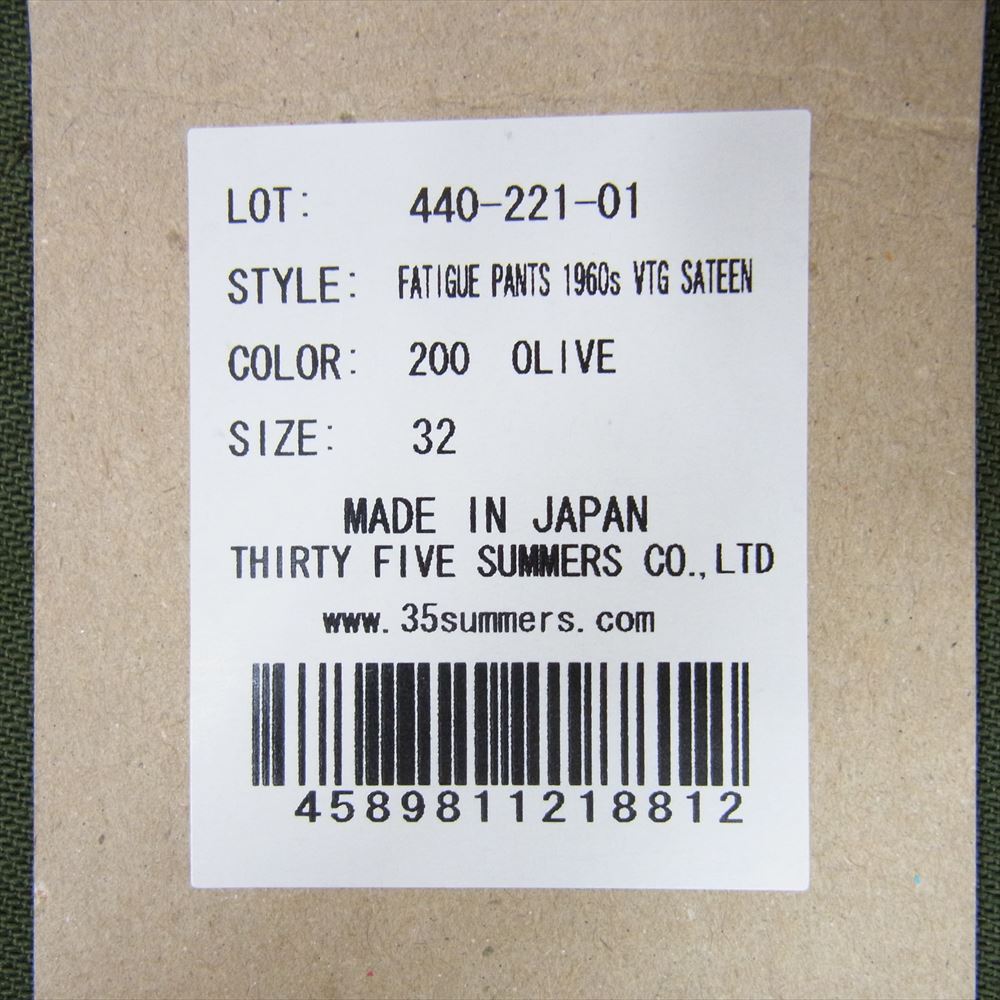 LOT: 440-221-01
STYLE: FATIGUE PANTS 1960s VTG SATEEN
COLOR: 200 OLIVE
SIZE: 32
MADE IN JAPAN
THIRTY FIVE SUMMERS CO.,LTD
www.35summers.com
4589811218812